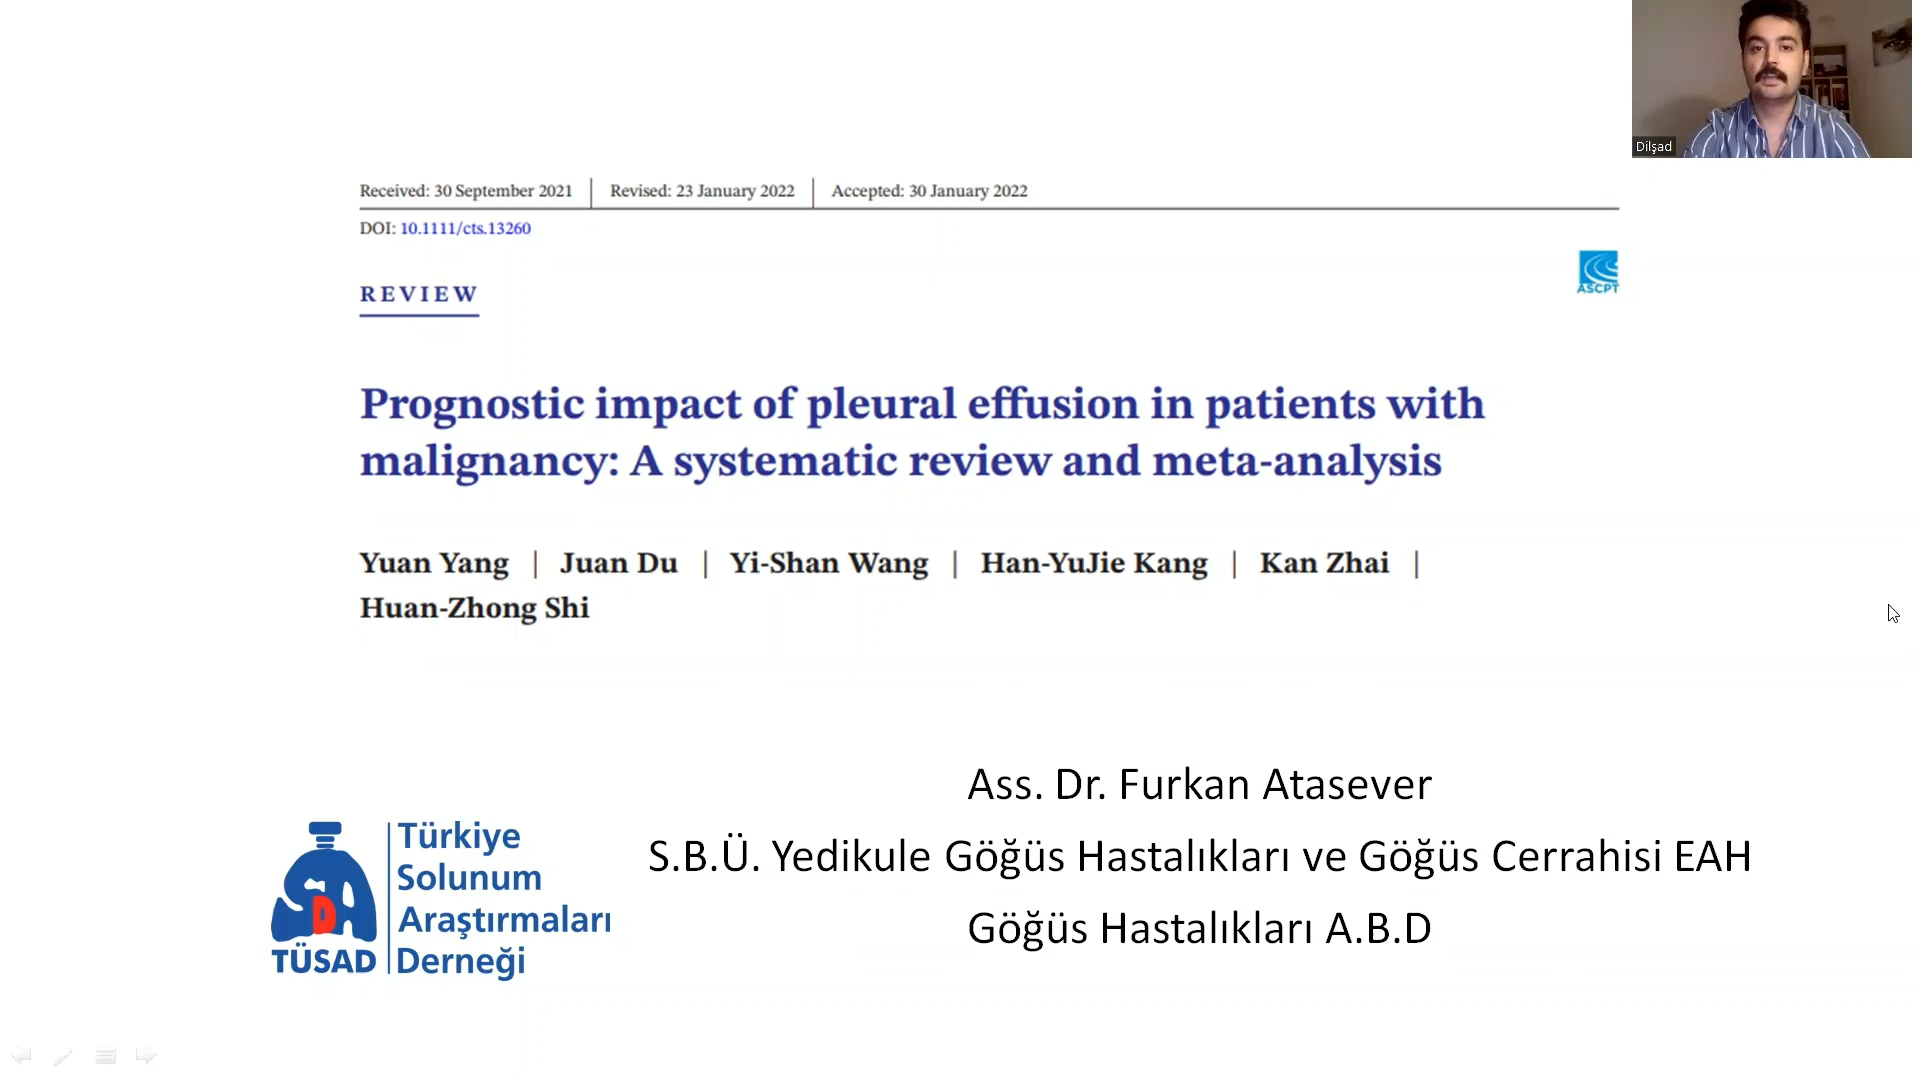 Dilşad
Received: 30 September 2021 | Revised: 23 January 2022 | Accepted: 30 January 2022
DOI: 10.1111/cts.13260
ASCPT
REVIEW
Prognostic impact of pleural effusion in patients with
malignancy: A systematic review and meta-analysis
Yuan Yang | Juan Du | Yi-Shan Wang | Han-YuJie Kang | Kan Zhai |
Huan-Zhong Shi
Ass. Dr. Furkan Atasever
S.B.Ü. Yedikule Göğüs Hastalıkları ve Göğüs Cerrahisi EAH
Göğüs Hastalıkları A.B.D
TÜSAD
Türkiye
Solunum
Araştırmaları
Derneği